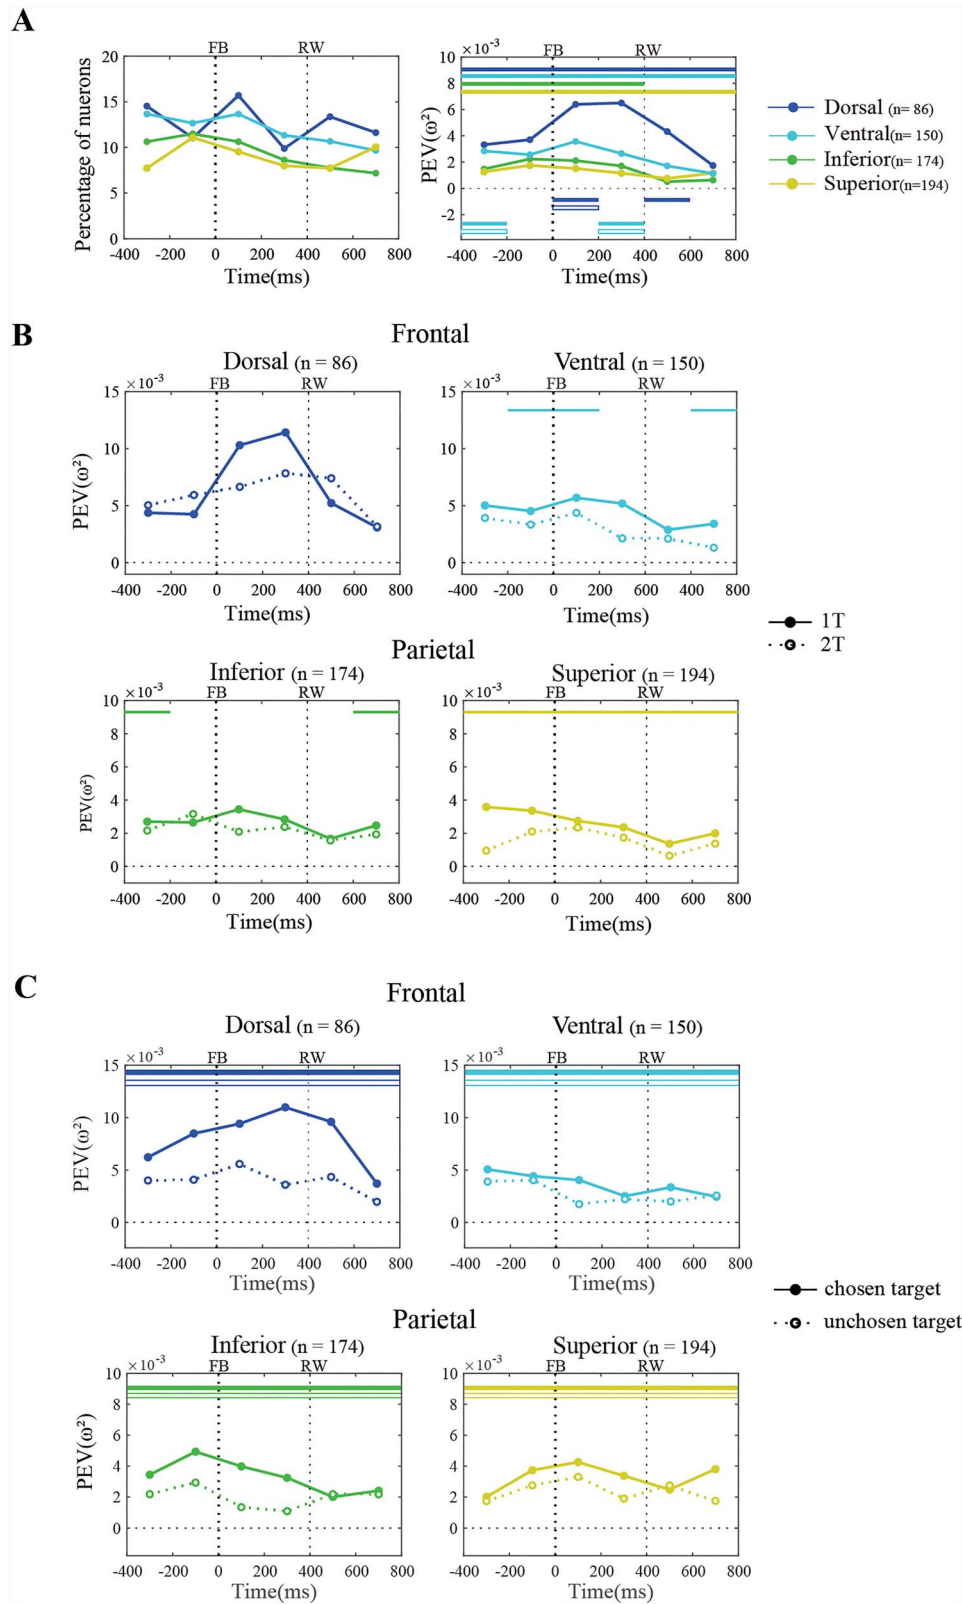 A
FB RW
20
15
10
5
0
Percentage of nuerons
-400 -200 0 200 400 600 800
Time(ms)
×10⁻³ FB RW
10
8
6
4
2
0
-2
PEV(ω²)
-400 -200 0 200 400 600 800
Time(ms)
Dorsal (n= 86)
Ventral(n= 150)
Inferior(n= 174)
Superior(n=194)
B
Frontal
Dorsal (n = 86)
×10⁻³ FB RW
15
10
5
0
PEV(ω²)
-400 -200 0 200 400 600 800
Time(ms)
Ventral (n = 150)
×10⁻³ FB RW
15
10
5
0
-400 -200 0 200 400 600 800
Time(ms)
1T
2T
Parietal
Inferior (n = 174)
×10⁻³ FB RW
10
8
6
4
2
0
PEV(ω²)
-400 -200 0 200 400 600 800
Time(ms)
Superior (n = 194)
×10⁻³ FB RW
10
8
6
4
2
0
-400 -200 0 200 400 600 800
Time(ms)
C
Frontal
Dorsal (n = 86)
×10⁻³ FB RW
15
10
5
0
PEV(ω²)
-400 -200 0 200 400 600 800
Time(ms)
Ventral (n = 150)
×10⁻³ FB RW
15
10
5
0
-400 -200 0 200 400 600 800
Time(ms)
chosen target
unchosen target
Parietal
Inferior (n = 174)
×10⁻³ FB RW
10
8
6
4
2
0
PEV(ω²)
-400 -200 0 200 400 600 800
Time(ms)
Superior (n = 194)
×10⁻³ FB RW
10
8
6
4
2
0
-400 -200 0 200 400 600 800
Time(ms)